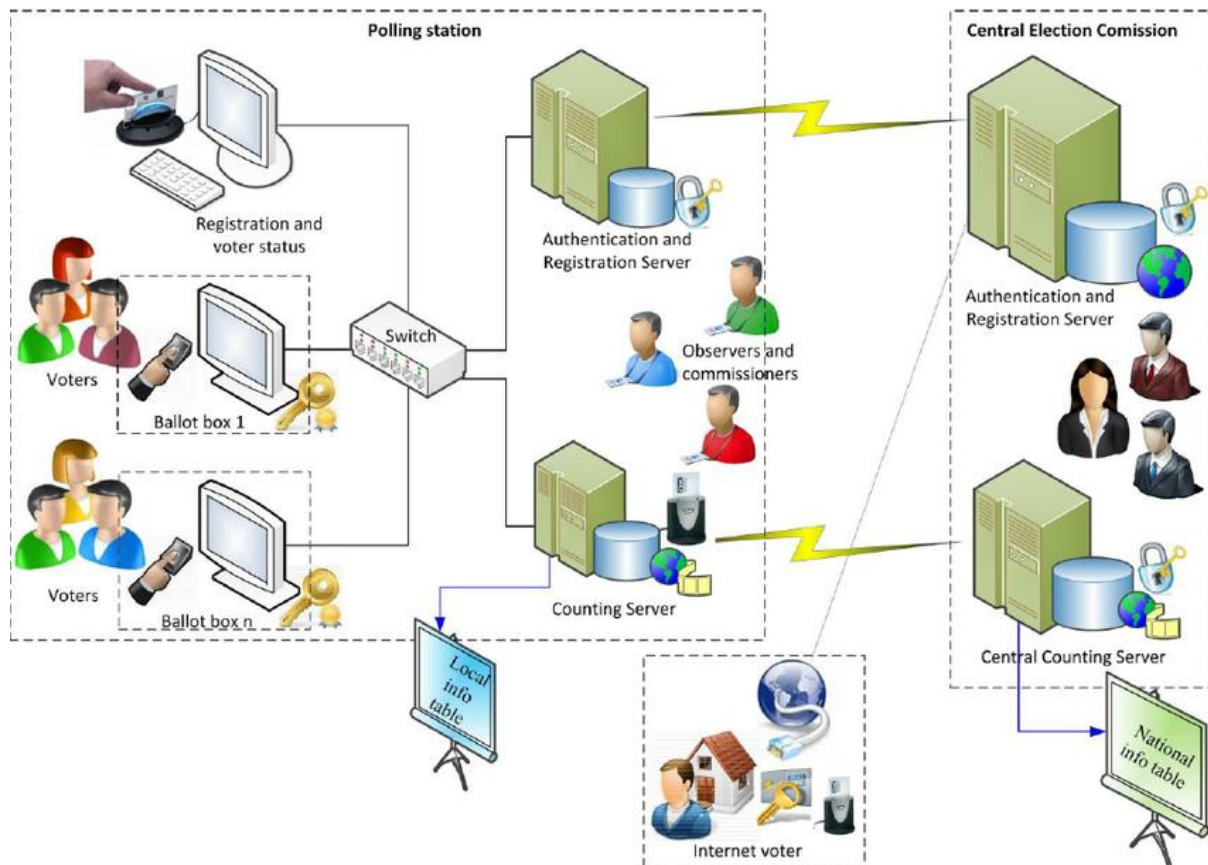 Polling station
Central Election Comission
Registration and
voter status
Authentication and
Registration Server
Authentication and
Registration Server
Switch
Observers and
commissioners
Voters
Ballot box 1
Voters
Ballot box n
Counting Server
Central Counting Server
Local
info
table
National
info table
Internet voter